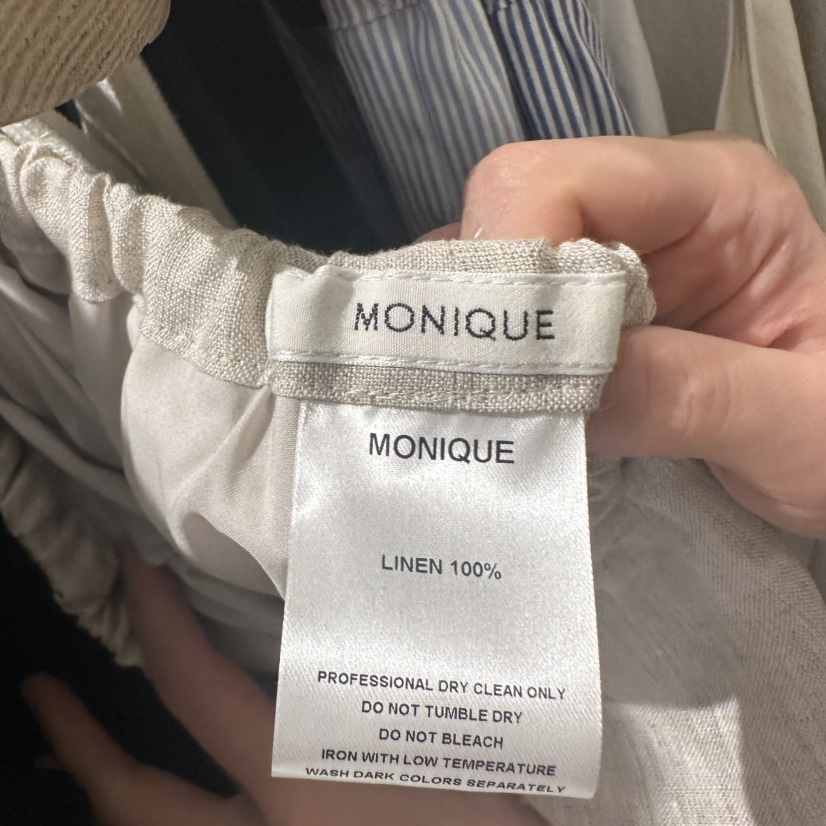 MONIQUE
MONIQUE
LINEN 100%
PROFESSIONAL DRY CLEAN ONLY
DO NOT TUMBLE DRY
DO NOT BLEACH
IRON WITH LOW TEMPERATURE
WASH DARK COLORS SEPARATELY